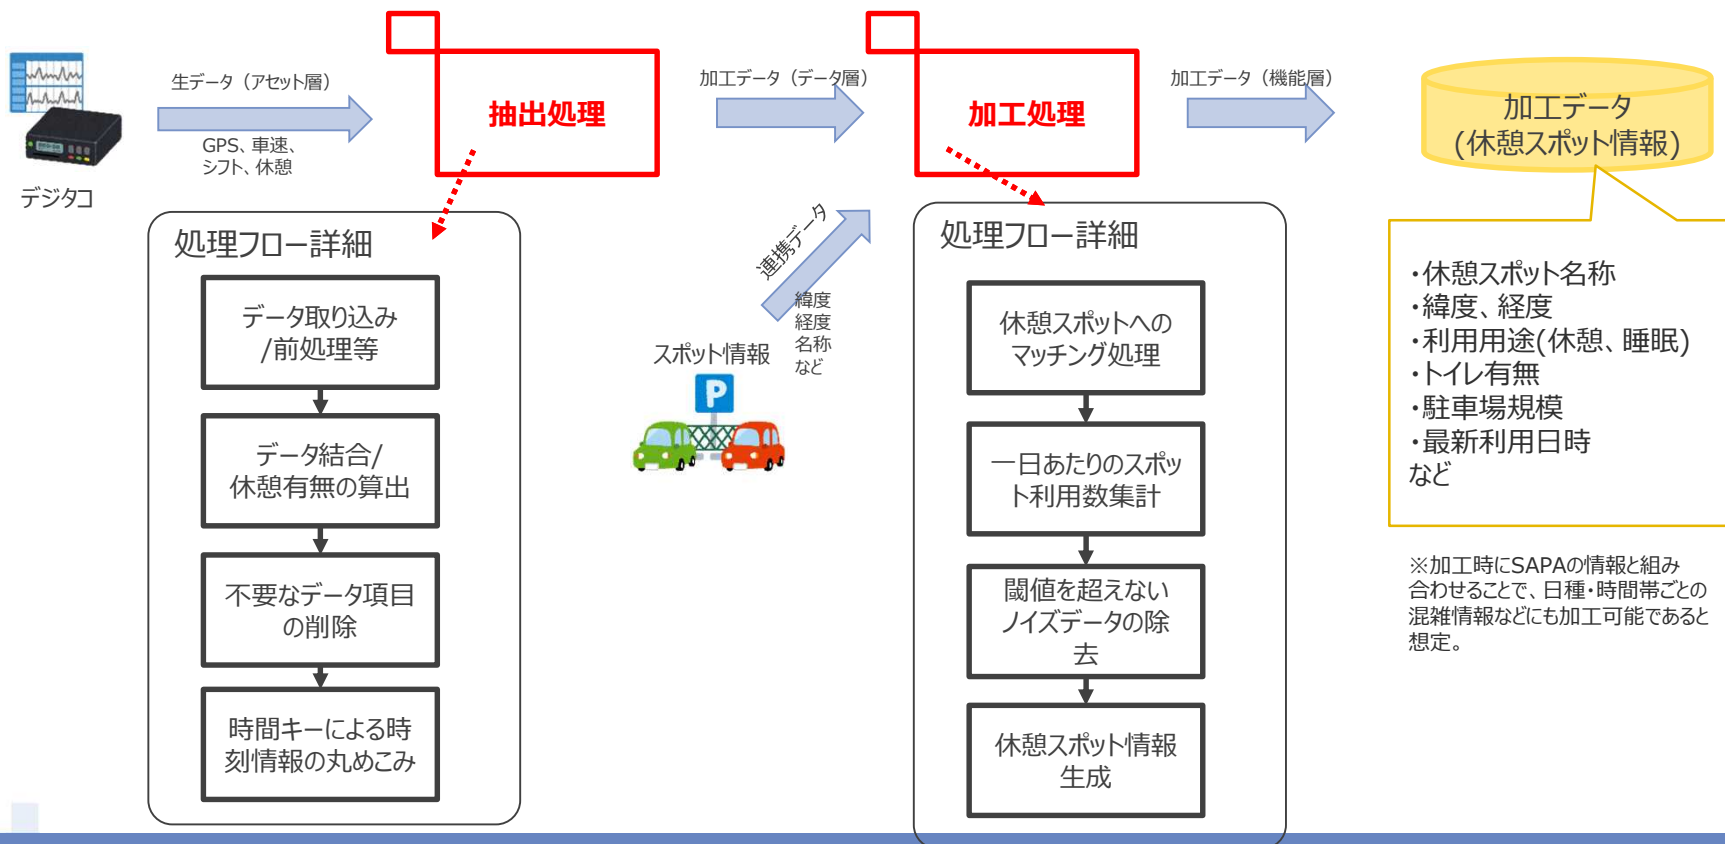 デジタコ
生データ（アセット層）
GPS、車速、
シフト、休憩
抽出処理
加工データ（データ層）
加工処理
加工データ（機能層）
加工データ
(休憩スポット情報)
処理フロー詳細
データ取り込み
/前処理等
データ結合/
休憩有無の算出
不要なデータ項目
の削除
時間キーによる時
刻情報の丸めこみ
スポット情報
P
連携データ
緯度
経度
名称
など
処理フロー詳細
休憩スポットへの
マッチング処理
一日あたりのスポッ
ト利用数集計
閾値を超えない
ノイズデータの除
去
休憩スポット情報
生成
・休憩スポット名称
・緯度、経度
・利用用途(休憩、睡眠)
・トイレ有無
・駐車場規模
・最新利用日時
など
※加工時にSAPAの情報と組み
合わせることで、日種・時間帯ごとの
混雑情報などにも加工可能であると
想定。